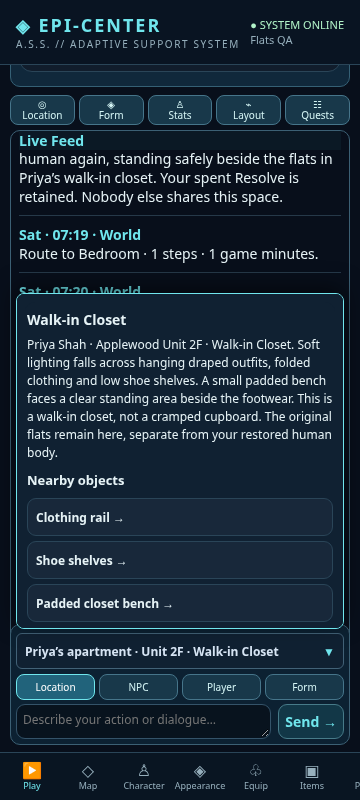 ◈ EPI-CENTER
A.S.S. // ADAPTIVE SUPPORT SYSTEM
● SYSTEM ONLINE
Flats QA
Location
Form
Stats
Layout
Quests
Live Feed
human again, standing safely beside the flats in
Priya’s walk-in closet. Your spent Resolve is
retained. Nobody else shares this space.
Sat · 07:19 · World
Route to Bedroom · 1 steps · 1 game minutes.
Sat · 07:20 · World
Walk-in Closet
Priya Shah · Applewood Unit 2F · Walk-in Closet. Soft
lighting falls across hanging draped outfits, folded
clothing and low shoe shelves. A small padded bench
faces a clear standing area beside the footwear. This is
a walk-in closet, not a cramped cupboard. The original
flats remain here, separate from your restored human
body.
Nearby objects
Clothing rail →
Shoe shelves →
Padded closet bench →
Priya’s apartment · Unit 2F · Walk-in Closet ▼
Location
NPC
Player
Form
Describe your action or dialogue...
Send →
Play
Map
Character
Appearance
Equip
Items